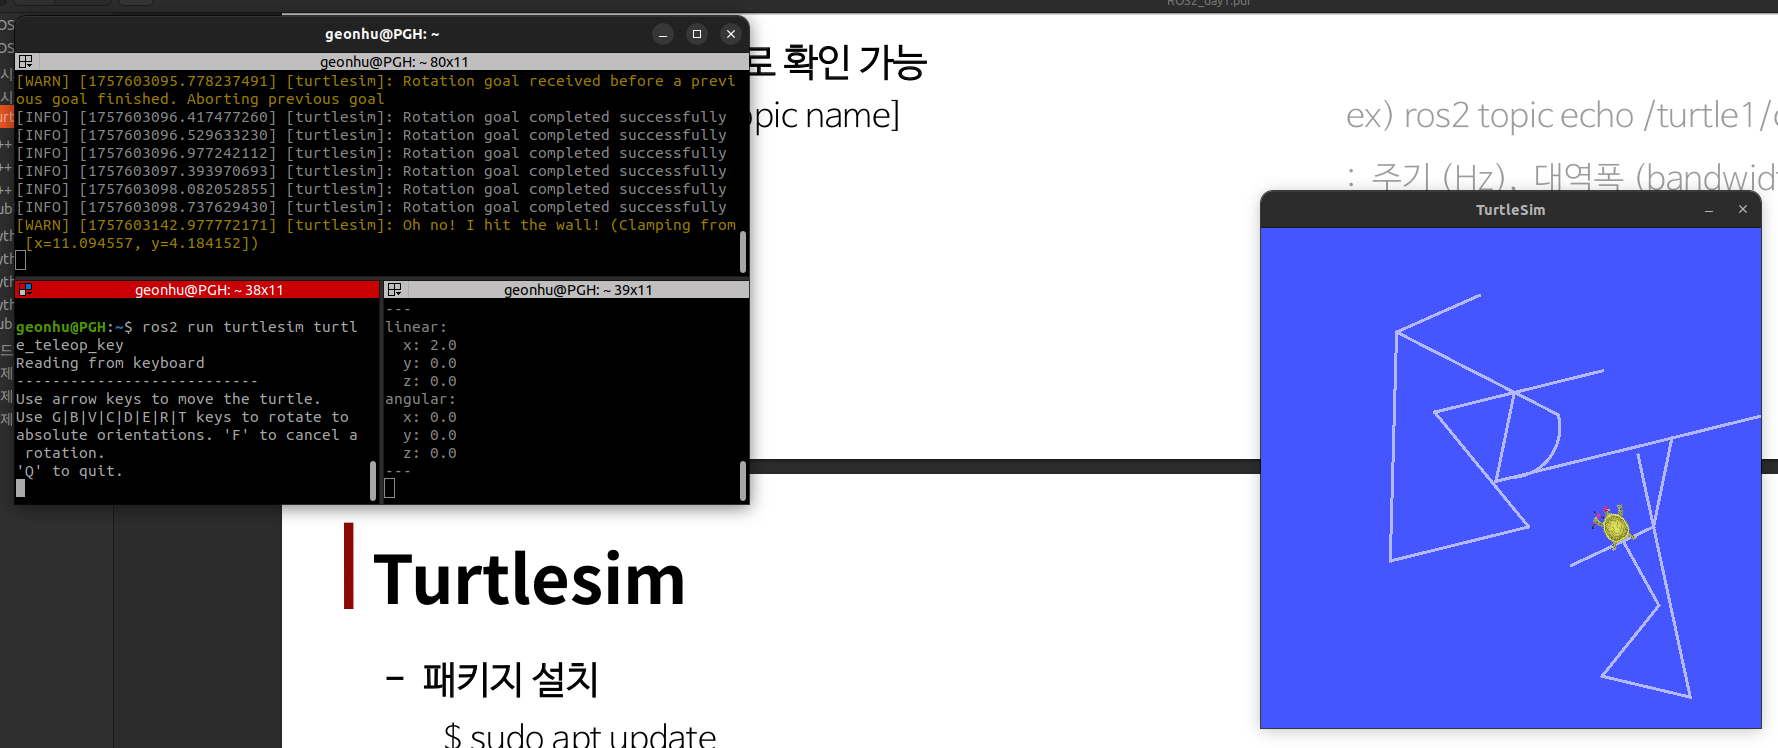 ROS2_day1.pdf
geonhu@PGH: ~
geonhu@PGH: ~ 80x11
[WARN] [1757603095.778237491] [turtlesim]: Rotation goal received before a previ
ous goal finished. Aborting previous goal
[INFO] [1757603096.417477260] [turtlesim]: Rotation goal completed successfully
[INFO] [1757603096.529633230] [turtlesim]: Rotation goal completed successfully
[INFO] [1757603096.977242112] [turtlesim]: Rotation goal completed successfully
[INFO] [1757603097.393970693] [turtlesim]: Rotation goal completed successfully
[INFO] [1757603098.082052855] [turtlesim]: Rotation goal completed successfully
[INFO] [1757603098.737629430] [turtlesim]: Rotation goal completed successfully
[WARN] [1757603142.977772171] [turtlesim]: Oh no! I hit the wall! (Clamping from
[x=11.094557, y=4.184152])
geonhu@PGH: ~ 38x11
geonhu@PGH:~$ ros2 run turtlesim turtl
e_teleop_key
Reading from keyboard
---------------------------
Use arrow keys to move the turtle.
Use G|B|V|C|D|E|R|T keys to rotate to
absolute orientations. 'F' to cancel a
rotation.
'Q' to quit.
geonhu@PGH: ~ 39x11
---
linear:
x: 2.0
y: 0.0
z: 0.0
angular:
x: 0.0
y: 0.0
z: 0.0
---
로 확인 가능
opic name]
ex) ros2 topic echo /turtle1/
: 주기 (Hz), 대역폭 (bandwidt
TurtleSim
Turtlesim
- 패키지 설치
$ sudo apt update